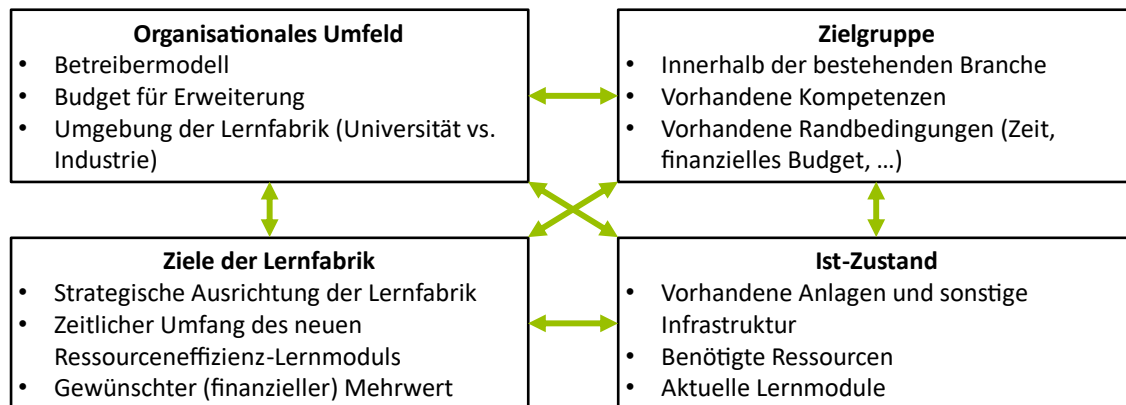 Organisationales Umfeld
• Betreibermodell
• Budget für Erweiterung
• Umgebung der Lernfabrik (Universität vs.
Industrie)
Zielgruppe
• Innerhalb der bestehenden Branche
• Vorhandene Kompetenzen
• Vorhandene Randbedingungen (Zeit,
finanzielles Budget, …)
Ziele der Lernfabrik
• Strategische Ausrichtung der Lernfabrik
• Zeitlicher Umfang des neuen
Ressourceneffizienz-Lernmoduls
• Gewünschter (finanzieller) Mehrwert
Ist-Zustand
• Vorhandene Anlagen und sonstige
Infrastruktur
• Benötigte Ressourcen
• Aktuelle Lernmodule